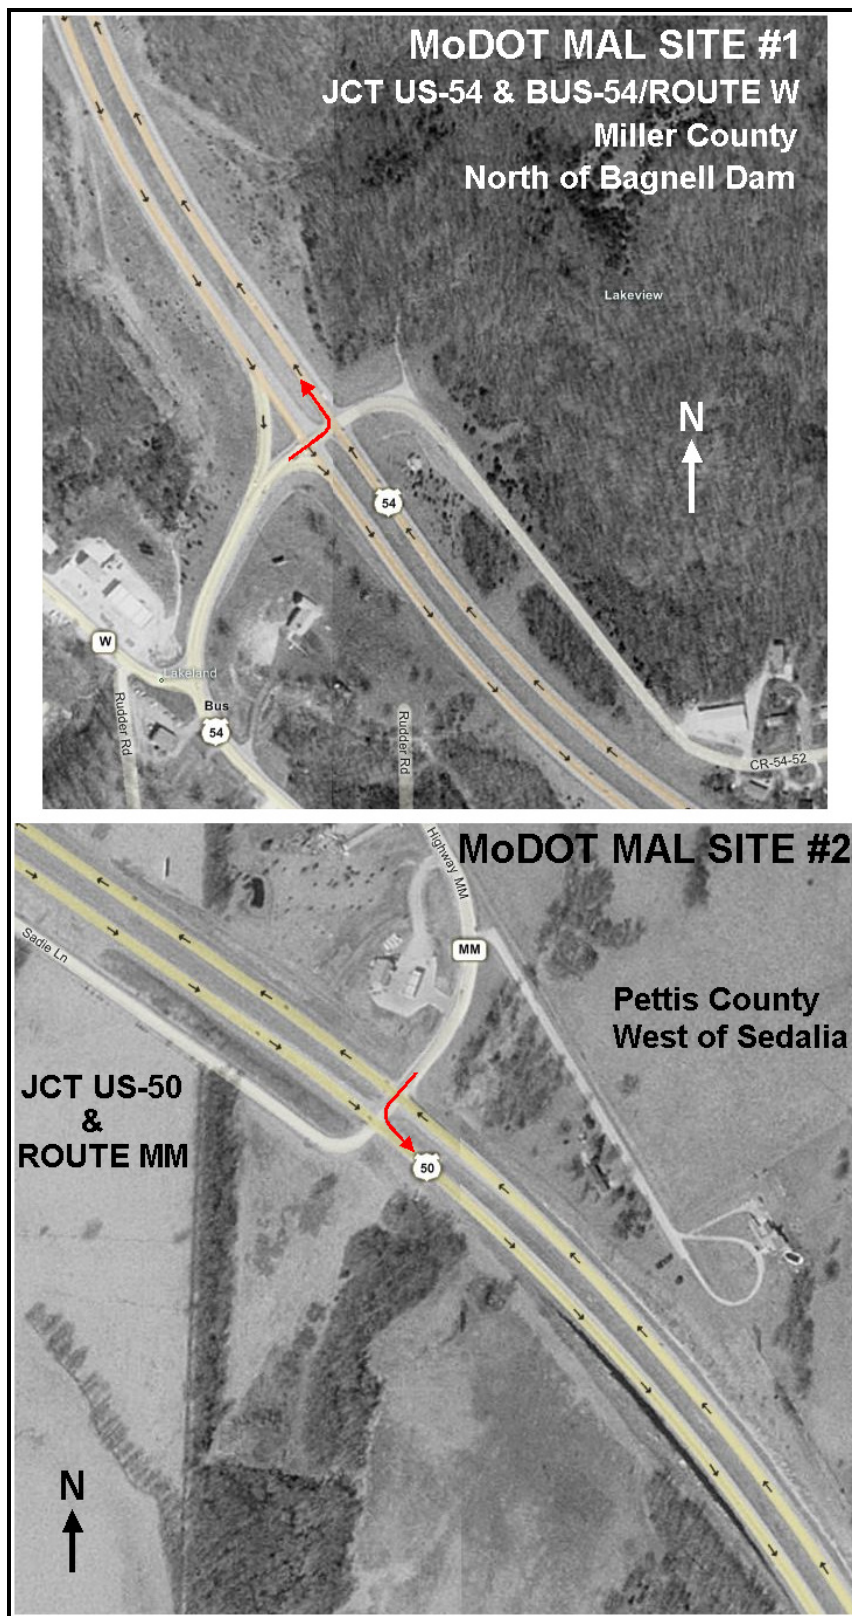 MoDOT MAL SITE #1
JCT US-54 & BUS-54/ROUTE W
Miller County
North of Bagnell Dam
Lakeview
N
54
W
Lakeland
Bus
54
Rudder Rd
Rudder Rd
CR-54-52
MoDOT MAL SITE #2
Highway MM
MM
Sadie Ln
Pettis County
West of Sedalia
JCT US-50
&
ROUTE MM
50
N